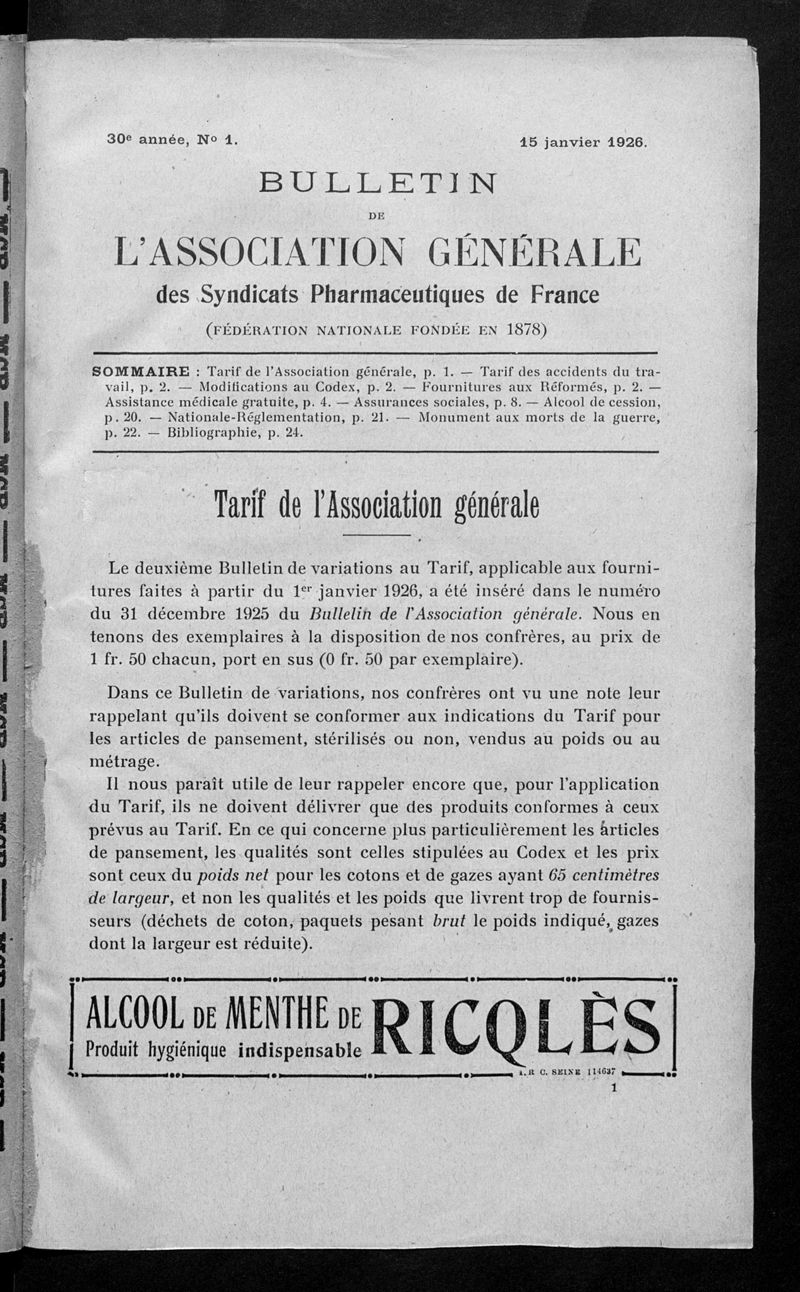 30e année, No 1.
15 janvier 1926.
BULLETIN
DE
L'ASSOCIATION GÉNÉRALE
des Syndicats Pharmaceutiques de France
(FÉDÉRATION NATIONALE FONDÉE EN 1878)
SOMMAIRE : Tarif de l'Association générale, p. 1. — Tarif des accidents du tra-
vail, p. 2. — Modifications au Codex, p. 2. — Fournitures aux Réformés, p. 2. —
Assistance médicale gratuite, p. 4. — Assurances sociales, p. 8. — Alcool de cession,
p. 20. — Nationale-Réglementation, p. 21. — Monument aux morts de la guerre,
p. 22. — Bibliographie, p. 24.
Tarif de l'Association générale
Le deuxième Bulletin de variations au Tarif, applicable aux fourni-
tures faites à partir du 1er janvier 1926, a été inséré dans le numéro
du 31 décembre 1925 du Bulletin de l'Association générale. Nous en
tenons des exemplaires à la disposition de nos confrères, au prix de
1 fr. 50 chacun, port en sus (0 fr. 50 par exemplaire).
Dans ce Bulletin de variations, nos confrères ont vu une note leur
rappelant qu'ils doivent se conformer aux indications du Tarif pour
les articles de pansement, stérilisés ou non, vendus au poids ou au
métrage.
Il nous paraît utile de leur rappeler encore que, pour l'application
du Tarif, ils ne doivent délivrer que des produits conformes à ceux
prévus au Tarif. En ce qui concerne plus particulièrement les articles
de pansement, les qualités sont celles stipulées au Codex et les prix
sont ceux du poids net pour les cotons et de gazes ayant 65 centimètres
de largeur, et non les qualités et les poids que livrent trop de fournis-
seurs (déchets de coton, paquets pesant brut le poids indiqué, gazes
dont la largeur est réduite).
ALCOOL DE MENTHE DE RICQLÈS
Produit hygiénique indispensable
R C. SEINE 114637
1